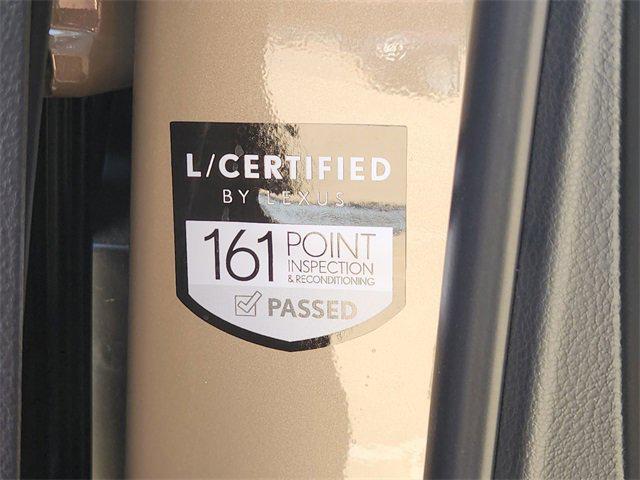 L/CERTIFIED
BY LEXUS
161 POINT
INSPECTION
& RECONDITIONING
PASSED